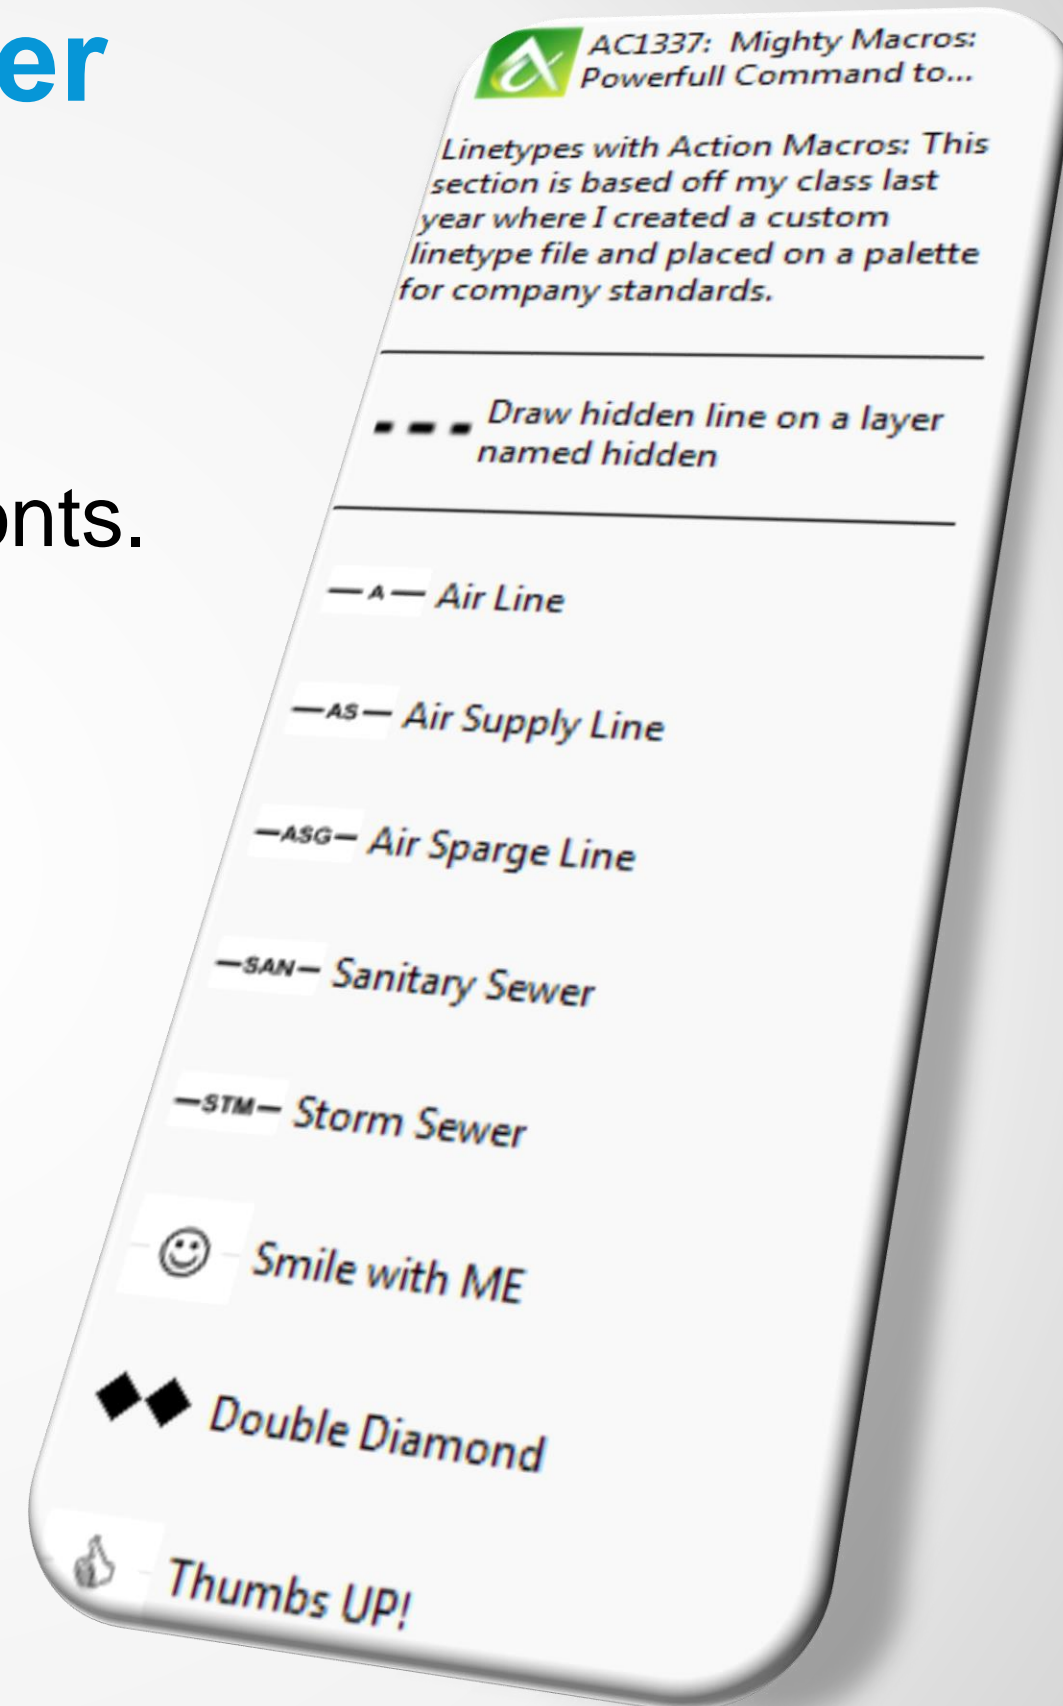 er
onts.
AC1337: Mighty Macros:
Powerfull Command to...
Linetypes with Action Macros: This
section is based off my class last
year where I created a custom
linetype file and placed on a palette
for company standards.
Draw hidden line on a layer
named hidden
A Air Line
AS Air Supply Line
ASG Air Sparge Line
SAN Sanitary Sewer
STM Storm Sewer
Smile with ME
Double Diamond
Thumbs UP!